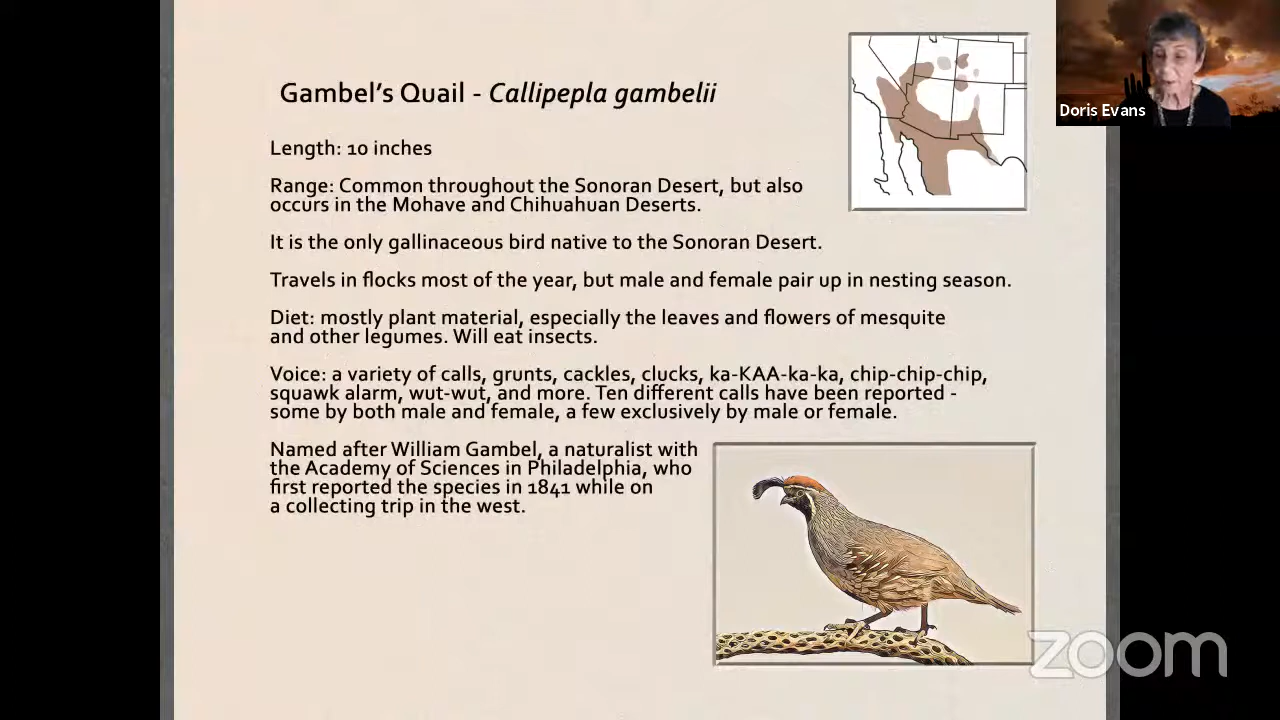 Gambel's Quail - Callipepla gambelii
Length: 10 inches
Range: Common throughout the Sonoran Desert, but also
occurs in the Mohave and Chihuahuan Deserts.
It is the only gallinaceous bird native to the Sonoran Desert.
Travels in flocks most of the year, but male and female pair up in nesting season.
Diet: mostly plant material, especially the leaves and flowers of mesquite
and other legumes. Will eat insects.
Voice: a variety of calls, grunts, cackles, clucks, ka-KAA-ka-ka, chip-chip-chip,
squawk alarm, wut-wut, and more. Ten different calls have been reported -
some by both male and female, a few exclusively by male or female.
Named after William Gambel, a naturalist with
the Academy of Sciences in Philadelphia, who
first reported the species in 1841 while on
a collecting trip in the west.
Doris Evans
zoom